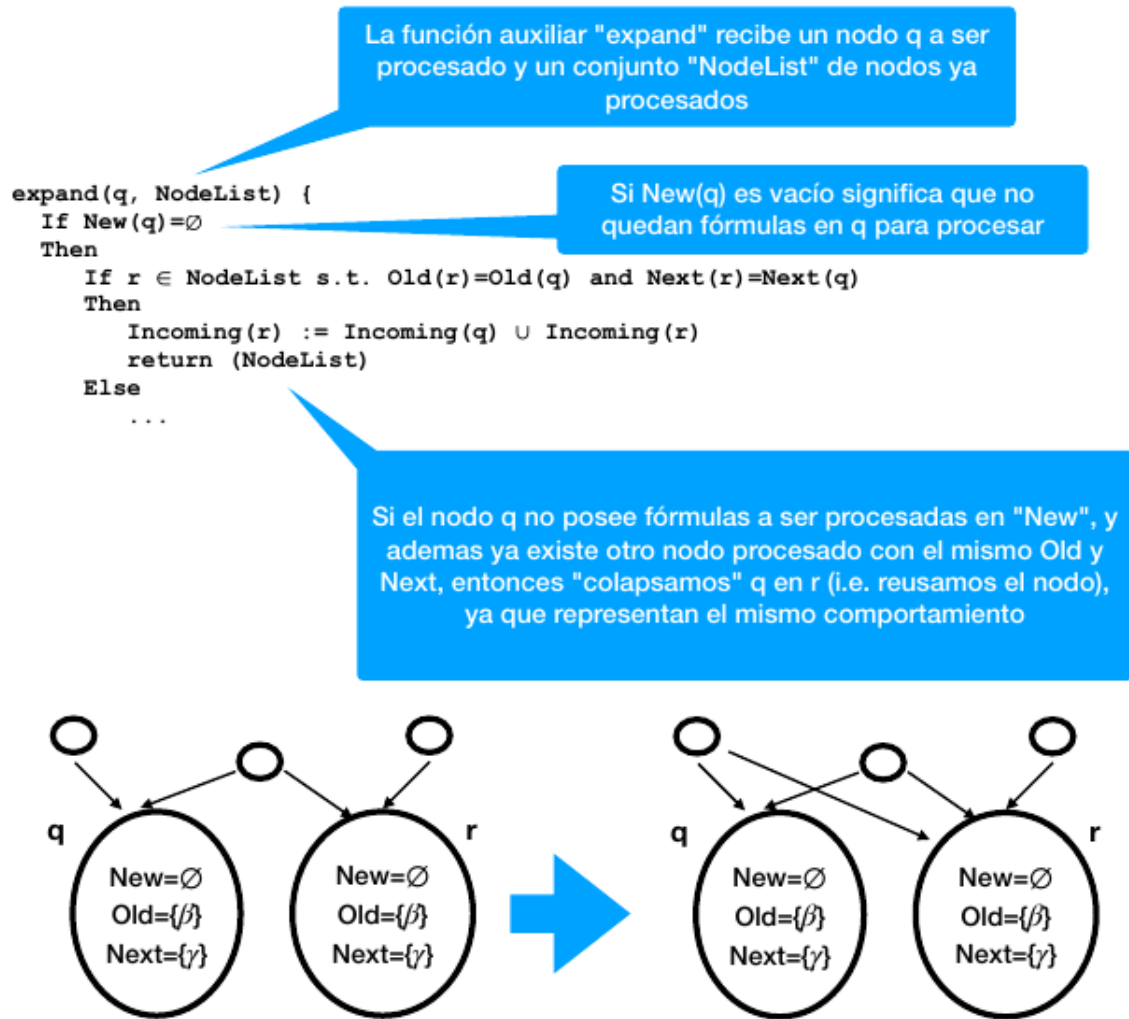 La función auxiliar "expand" recibe un nodo q a ser
procesado y un conjunto "NodeList" de nodos ya
procesados
expand(q, NodeList) {
If New(q)=∅
Then
If r ∈ NodeList s.t. Old(r)=Old(q) and Next(r)=Next(q)
Then
Incoming(r) := Incoming(q) ∪ Incoming(r)
return (NodeList)
Else
...
Si New(q) es vacío significa que no
quedan fórmulas en q para procesar
Si el nodo q no posee fórmulas a ser procesadas en "New", y
ademas ya existe otro nodo procesado con el mismo Old y
Next, entonces "colapsamos" q en r (i.e. reusamos el nodo),
ya que representan el mismo comportamiento
q
New=∅
Old={β}
Next={γ}
r
New=∅
Old={β}
Next={γ}
q
New=∅
Old={β}
Next={γ}
r
New=∅
Old={β}
Next={γ}